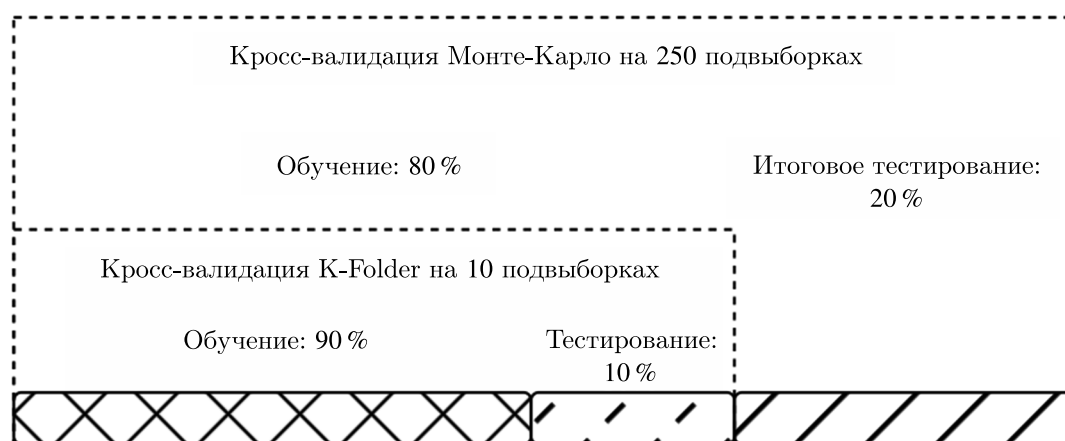 Кросс-валидация Монте-Карло на 250 подвыборках
Обучение: 80 %
Итоговое тестирование:
20 %
Кросс-валидация K-Folder на 10 подвыборках
Обучение: 90 %
Тестирование:
10 %